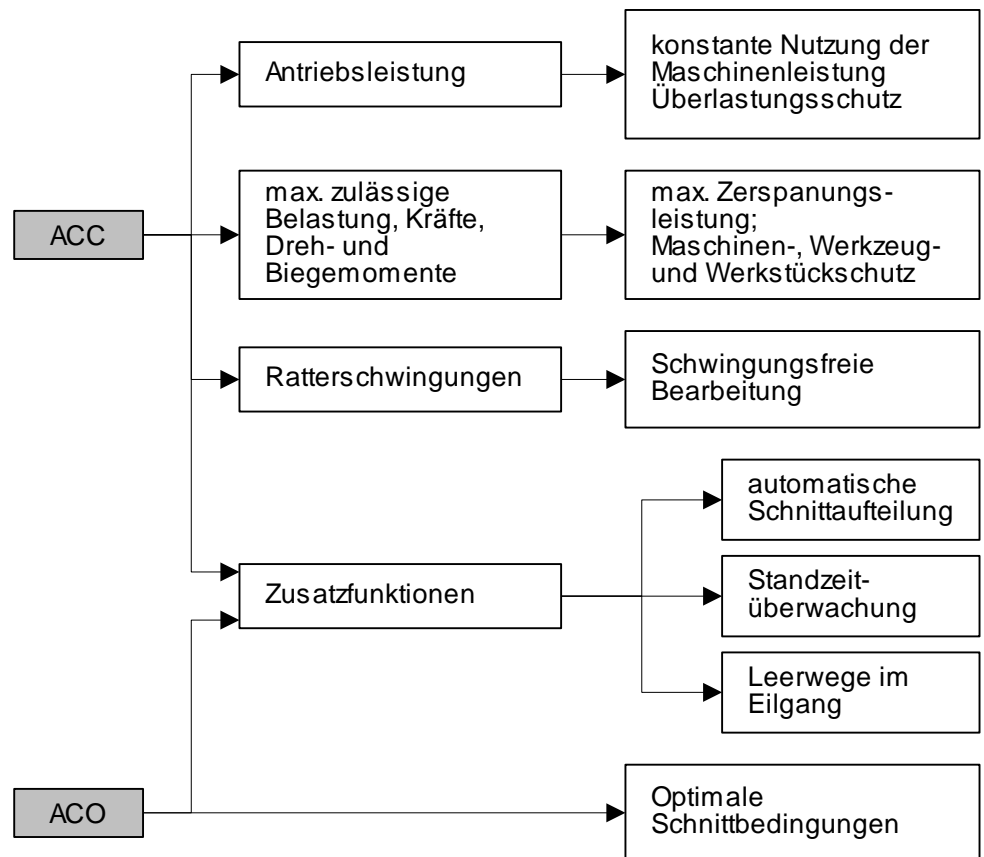 Antriebsleistung
konstante Nutzung der
Maschinenleistung
Überlastungsschutz
ACC
max. zulässige
Belastung, Kräfte,
Dreh- und
Biegemomente
max. Zerspanungs-
leistung;
Maschinen-, Werkzeug-
und Werkstückschutz
Ratterschwingungen
Schwingungsfreie
Bearbeitung
Zusatzfunktionen
automatische
Schnittaufteilung
Standzeit-
überwachung
Leerwege im
Eilgang
ACO
Optimale
Schnittbedingungen